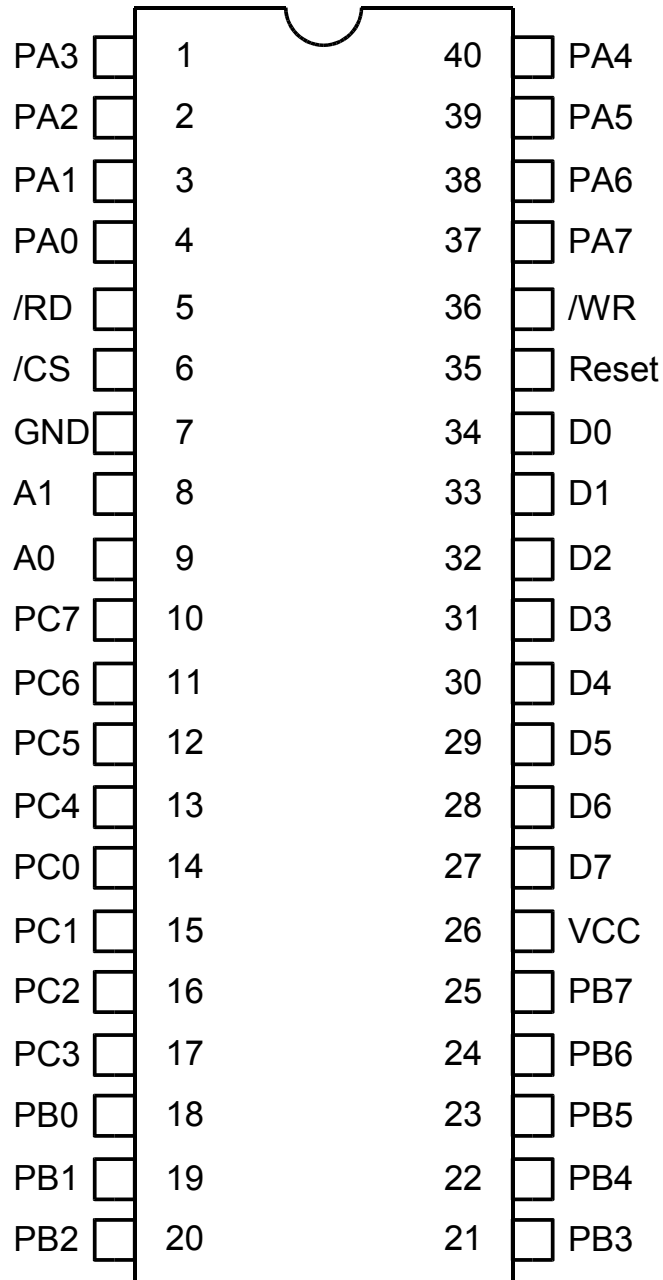 PA3 1 40 PA4
PA2 2 39 PA5
PA1 3 38 PA6
PA0 4 37 PA7
/RD 5 36 /WR
/CS 6 35 Reset
GND 7 34 D0
A1 8 33 D1
A0 9 32 D2
PC7 10 31 D3
PC6 11 30 D4
PC5 12 29 D5
PC4 13 28 D6
PC0 14 27 D7
PC1 15 26 VCC
PC2 16 25 PB7
PC3 17 24 PB6
PB0 18 23 PB5
PB1 19 22 PB4
PB2 20 21 PB3